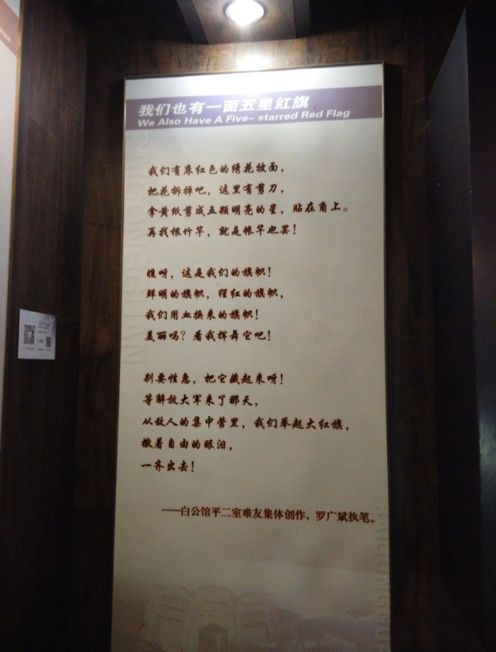 我们也有一面五星红旗
We Also Have A Five- starred Red Flag
我们有床红色的绣花被面，
把花拆掉吧，这里有剪刀，
拿黄纸剪成五颗明亮的星，贴在角上。
再找根竹竿，就是帐竿也罢！
瞧呀，这是我们的旗帜！
鲜明的旗帜，猩红的旗帜，
我们用血换来的旗帜！
美丽吗？看我挥舞它吧！
别要性急，把它藏起来呀！
等解放大军来了那天，
从敌人的集中营里，我们举起大红旗，
撒着自由的眼泪，
一齐出去！
——白公馆平二室难友集体创作，罗广斌执笔。